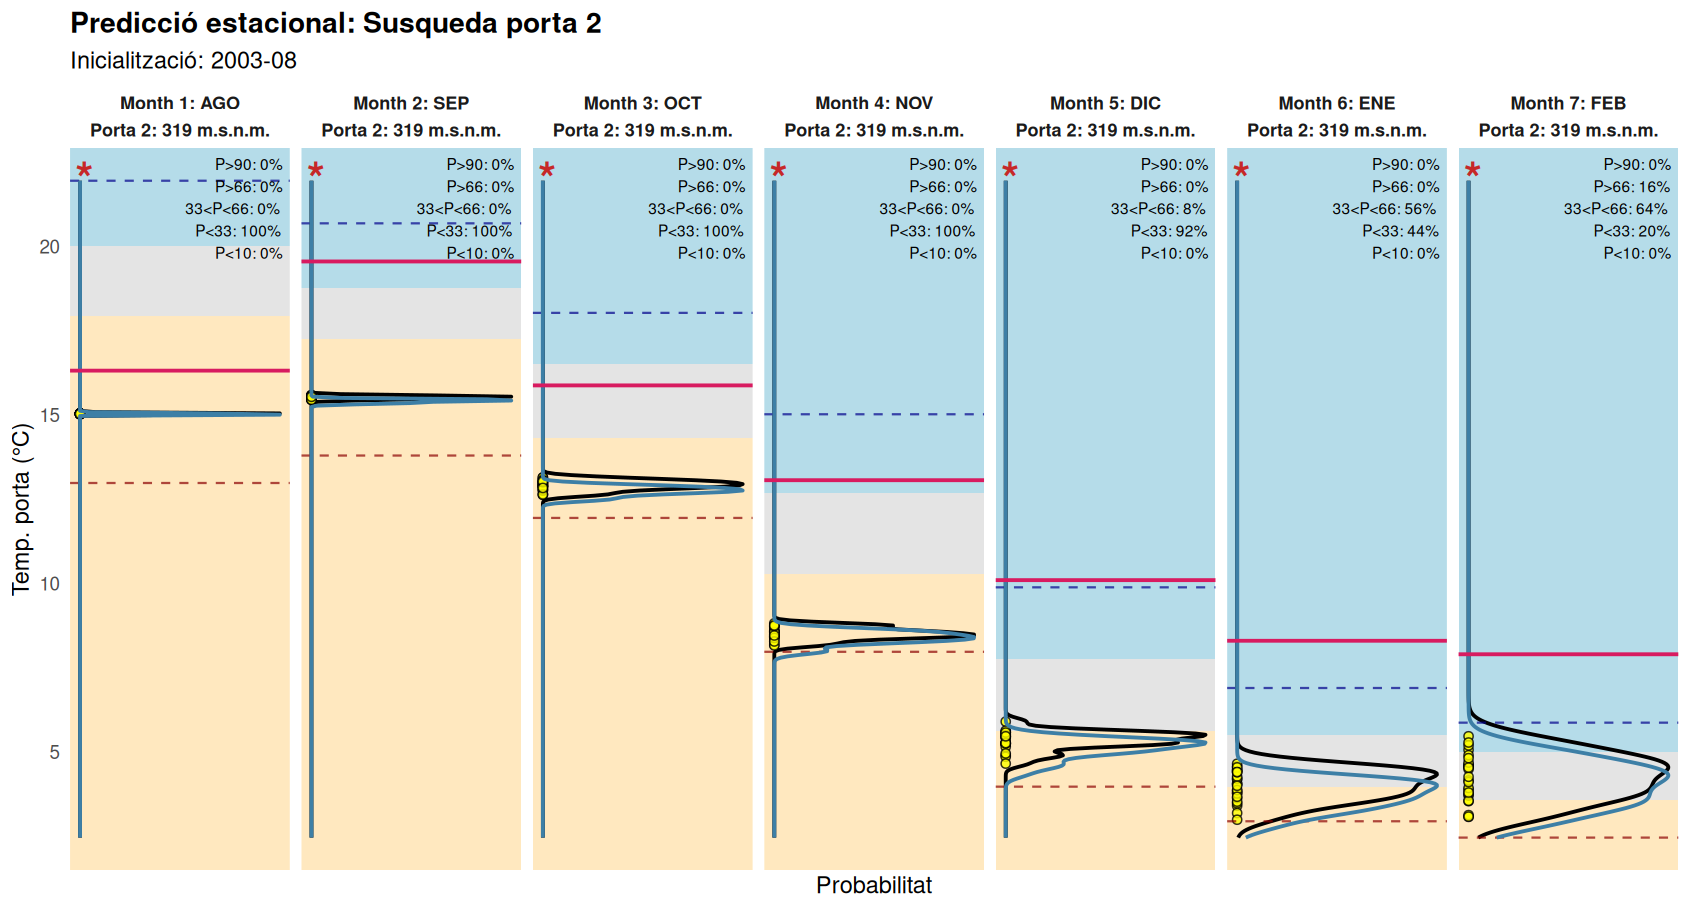 Predicció estacional: Susqueda porta 2
Inicialització: 2003-08
Month 1: AGO
Porta 2: 319 m.s.n.m.
Month 2: SEP
Porta 2: 319 m.s.n.m.
Month 3: OCT
Porta 2: 319 m.s.n.m.
Month 4: NOV
Porta 2: 319 m.s.n.m.
Month 5: DIC
Porta 2: 319 m.s.n.m.
Month 6: ENE
Porta 2: 319 m.s.n.m.
Month 7: FEB
Porta 2: 319 m.s.n.m.
*
P>90: 0%
P>66: 0%
33<P<66: 0%
P<33: 100%
P<10: 0%
*
P>90: 0%
P>66: 0%
33<P<66: 0%
P<33: 100%
P<10: 0%
*
P>90: 0%
P>66: 0%
33<P<66: 0%
P<33: 100%
P<10: 0%
*
P>90: 0%
P>66: 0%
33<P<66: 0%
P<33: 100%
P<10: 0%
*
P>90: 0%
P>66: 0%
33<P<66: 8%
P<33: 92%
P<10: 0%
*
P>90: 0%
P>66: 0%
33<P<66: 56%
P<33: 44%
P<10: 0%
*
P>90: 0%
P>66: 16%
33<P<66: 64%
P<33: 20%
P<10: 0%
20
15
10
5
Temp. porta (°C)
Probabilitat